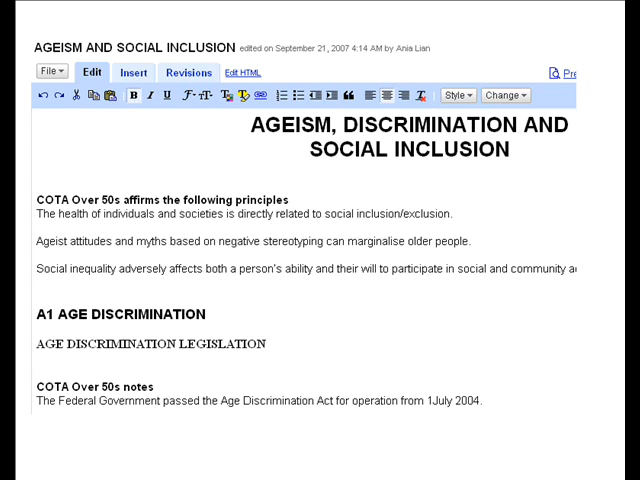 AGEISM AND SOCIAL INCLUSION edited on September 21, 2007 4:14 AM by Ania Lian
File Edit Insert Revisions Edit HTML
B I U Style Change
AGEISM, DISCRIMINATION AND
SOCIAL INCLUSION
COTA Over 50s affirms the following principles
The health of individuals and societies is directly related to social inclusion/exclusion.
Ageist attitudes and myths based on negative stereotyping can marginalise older people.
Social inequality adversely affects both a person's ability and their will to participate in social and community
A1 AGE DISCRIMINATION
AGE DISCRIMINATION LEGISLATION
COTA Over 50s notes
The Federal Government passed the Age Discrimination Act for operation from 1July 2004.